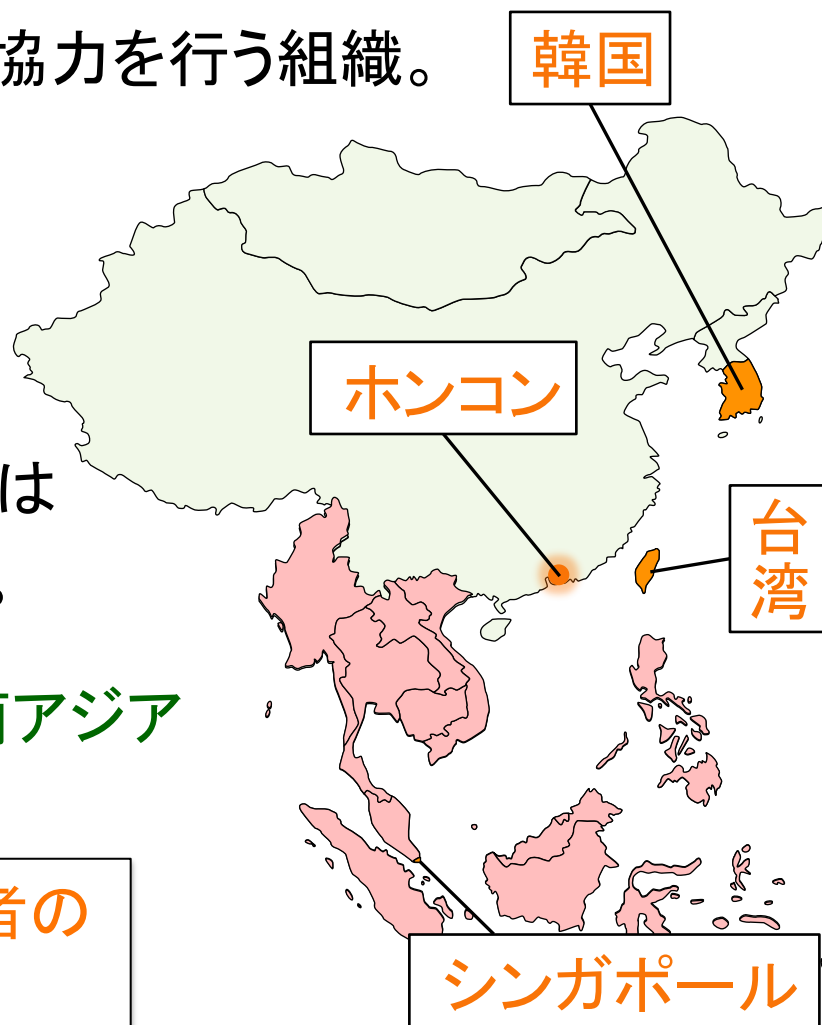 協力を行う組織。
韓国
ホンコン
は
台
湾
。
アジア
者の
シンガポール